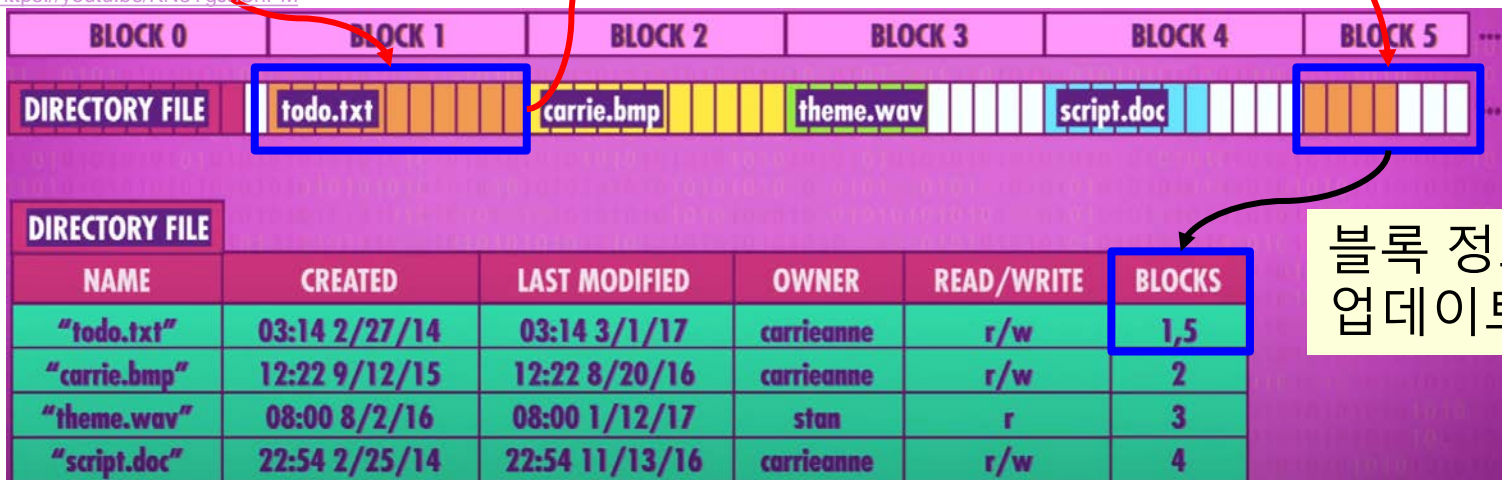 BLOCK 0 BLOCK 1 BLOCK 2 BLOCK 3 BLOCK 4 BLOCK 5 ...
DIRECTORY FILE todo.txt carrie.bmp theme.wav script.doc ...
DIRECTORY FILE
NAME CREATED LAST MODIFIED OWNER READ/WRITE BLOCKS
"todo.txt" 03:14 2/27/14 03:14 3/1/17 carrieanne r/w 1,5
"carrie.bmp" 12:22 9/12/15 12:22 8/20/16 carrieanne r/w 2
"theme.wav" 08:00 8/2/16 08:00 1/12/17 stan r 3
"script.doc" 22:54 2/25/14 22:54 11/13/16 carrieanne r/w 4
블록